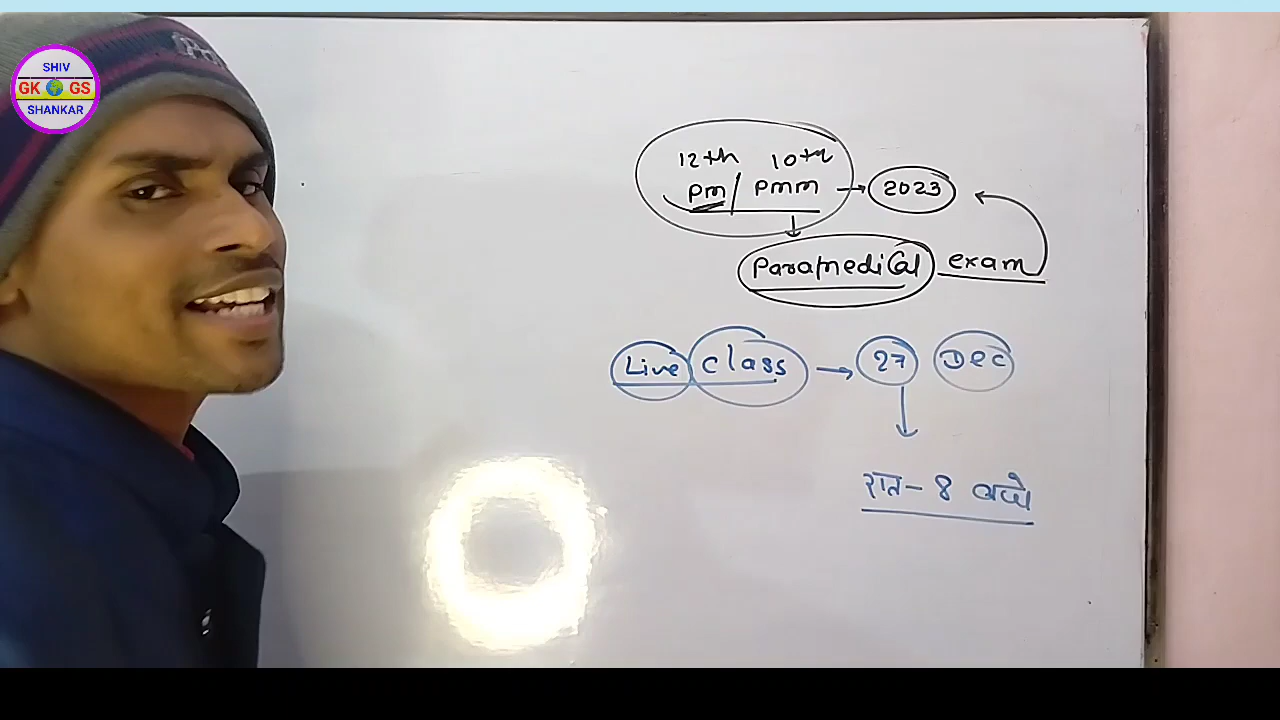 SHIV
GK GS
SHANKAR
12th 10th
PM / PMM → 2023
Paramedical exam
Live class → 27 Dec
रात - 8 बजे